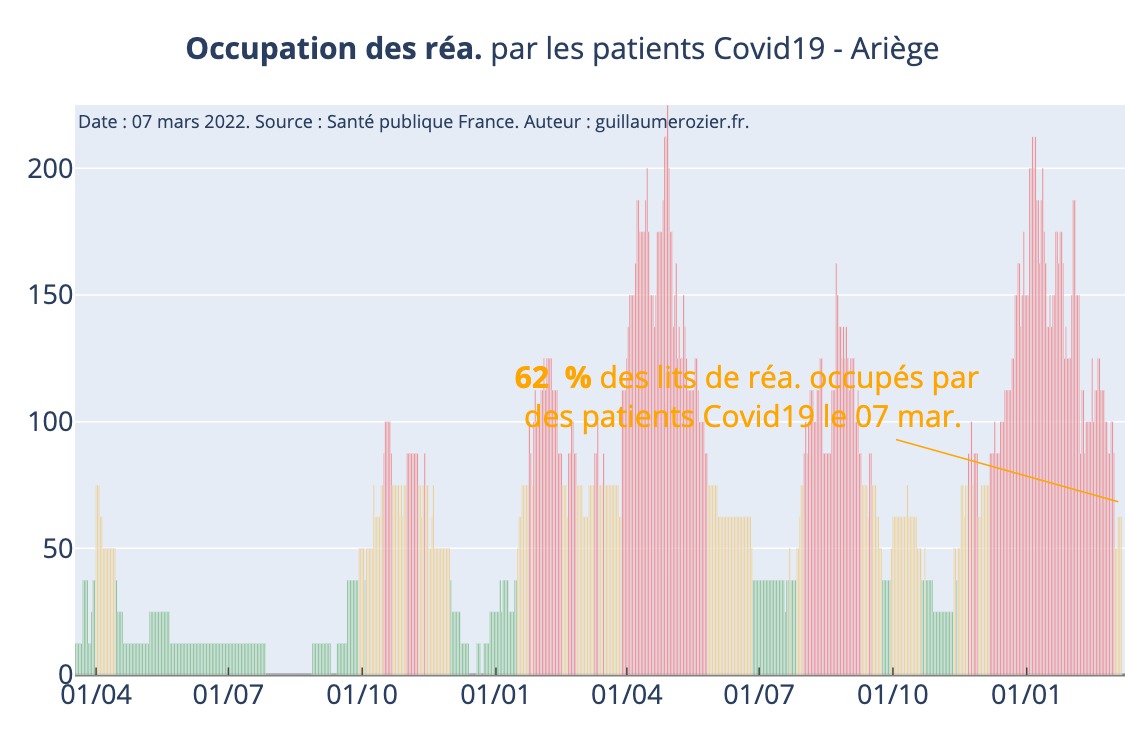 Occupation des réa. par les patients Covid19 - Ariège
Date : 07 mars 2022. Source : Santé publique France. Auteur : guillaumerozier.fr.
200
150
62 % des lits de réa. occupés par
des patients Covid19 le 07 mar.
100
50
0
01/04 01/07 01/10 01/01 01/04 01/07 01/10 01/01